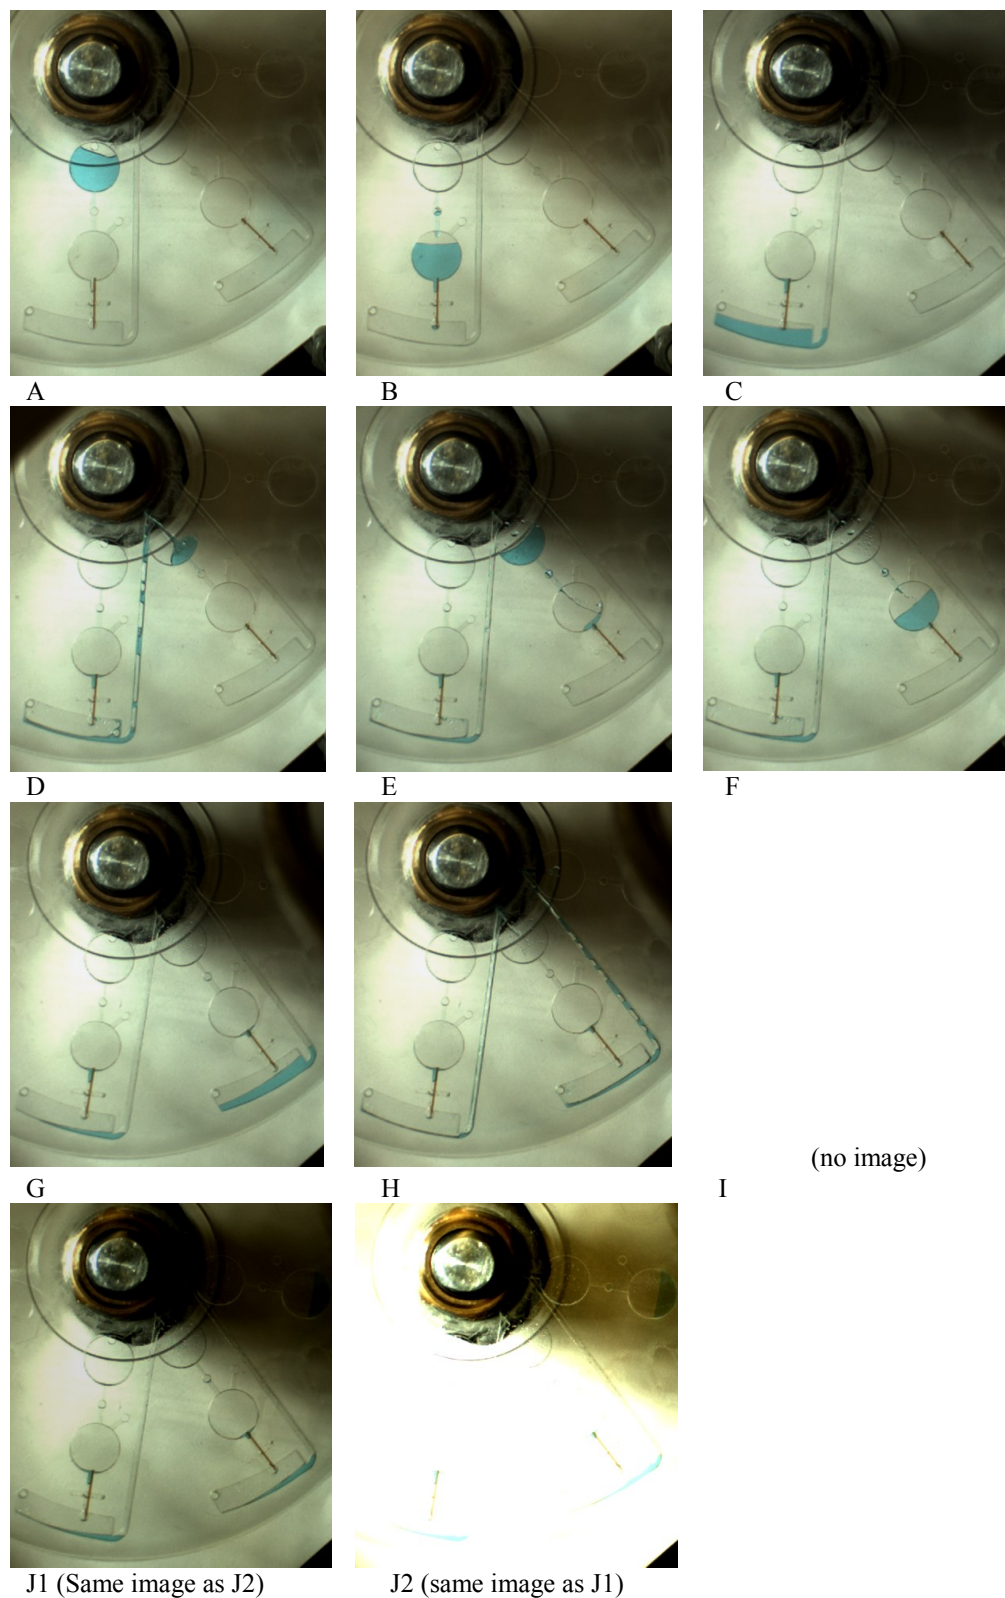 A B C
D E F
(no image)
G H I
J1 (Same image as J2) J2 (same image as J1)